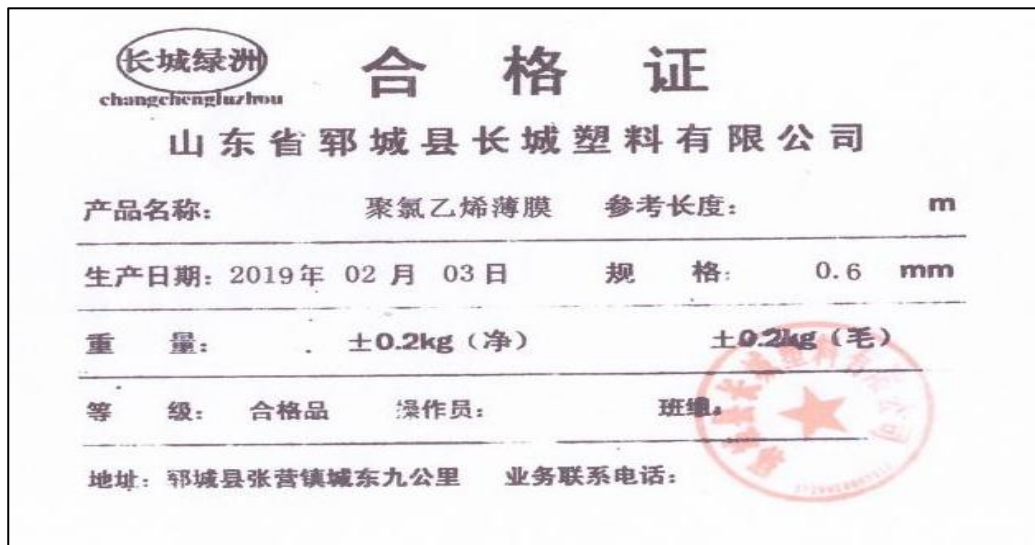 长城绿洲
changchengluzhou
合格证
山东省郓城县长城塑料有限公司
产品名称： 聚氯乙烯薄膜 参考长度： m
生产日期：2019年 02月 03日 规 格： 0.6 mm
重 量： ±0.2kg（净） ±0.2kg（毛）
等 级： 合格品 操作员： 班组：
地址：郓城县张营镇城东九公里 业务联系电话：